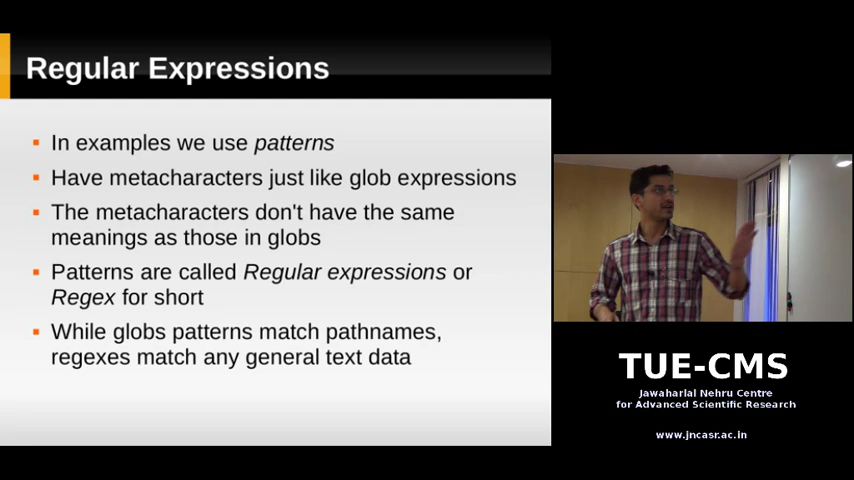 Regular Expressions
In examples we use patterns
Have metacharacters just like glob expressions
The metacharacters don't have the same
meanings as those in globs
Patterns are called Regular expressions or
Regex for short
While globs patterns match pathnames,
regexes match any general text data
TUE-CMS
Jawaharlal Nehru Centre
for Advanced Scientific Research
www.jncasr.ac.in